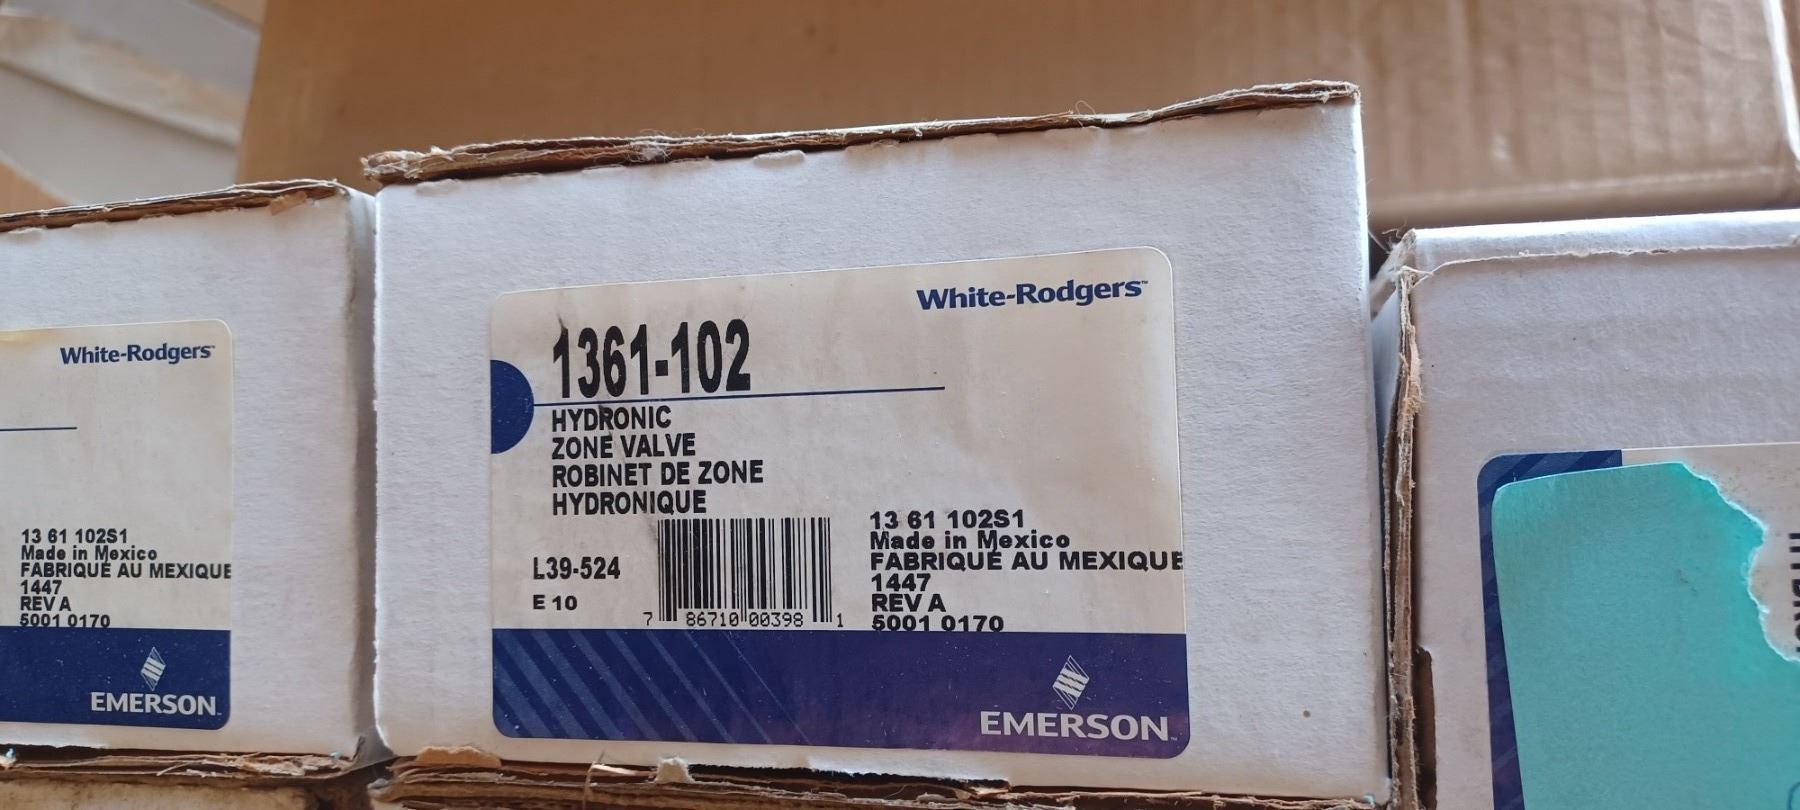 White-Rodgers
13 61 102S1
Made in Mexico
FABRIQUÉ AU MEXIQUE
1447
REV A
5001 0170
EMERSON
White-Rodgers™
1361-102
HYDRONIC
ZONE VALVE
ROBINET DE ZONE
HYDRONIQUE
L39-524
E 10
7 86710 00398 1
13 61 102S1
Made in Mexico
FABRIQUÉ AU MEXIQUE
1447
REV A
5001 0170
EMERSON™